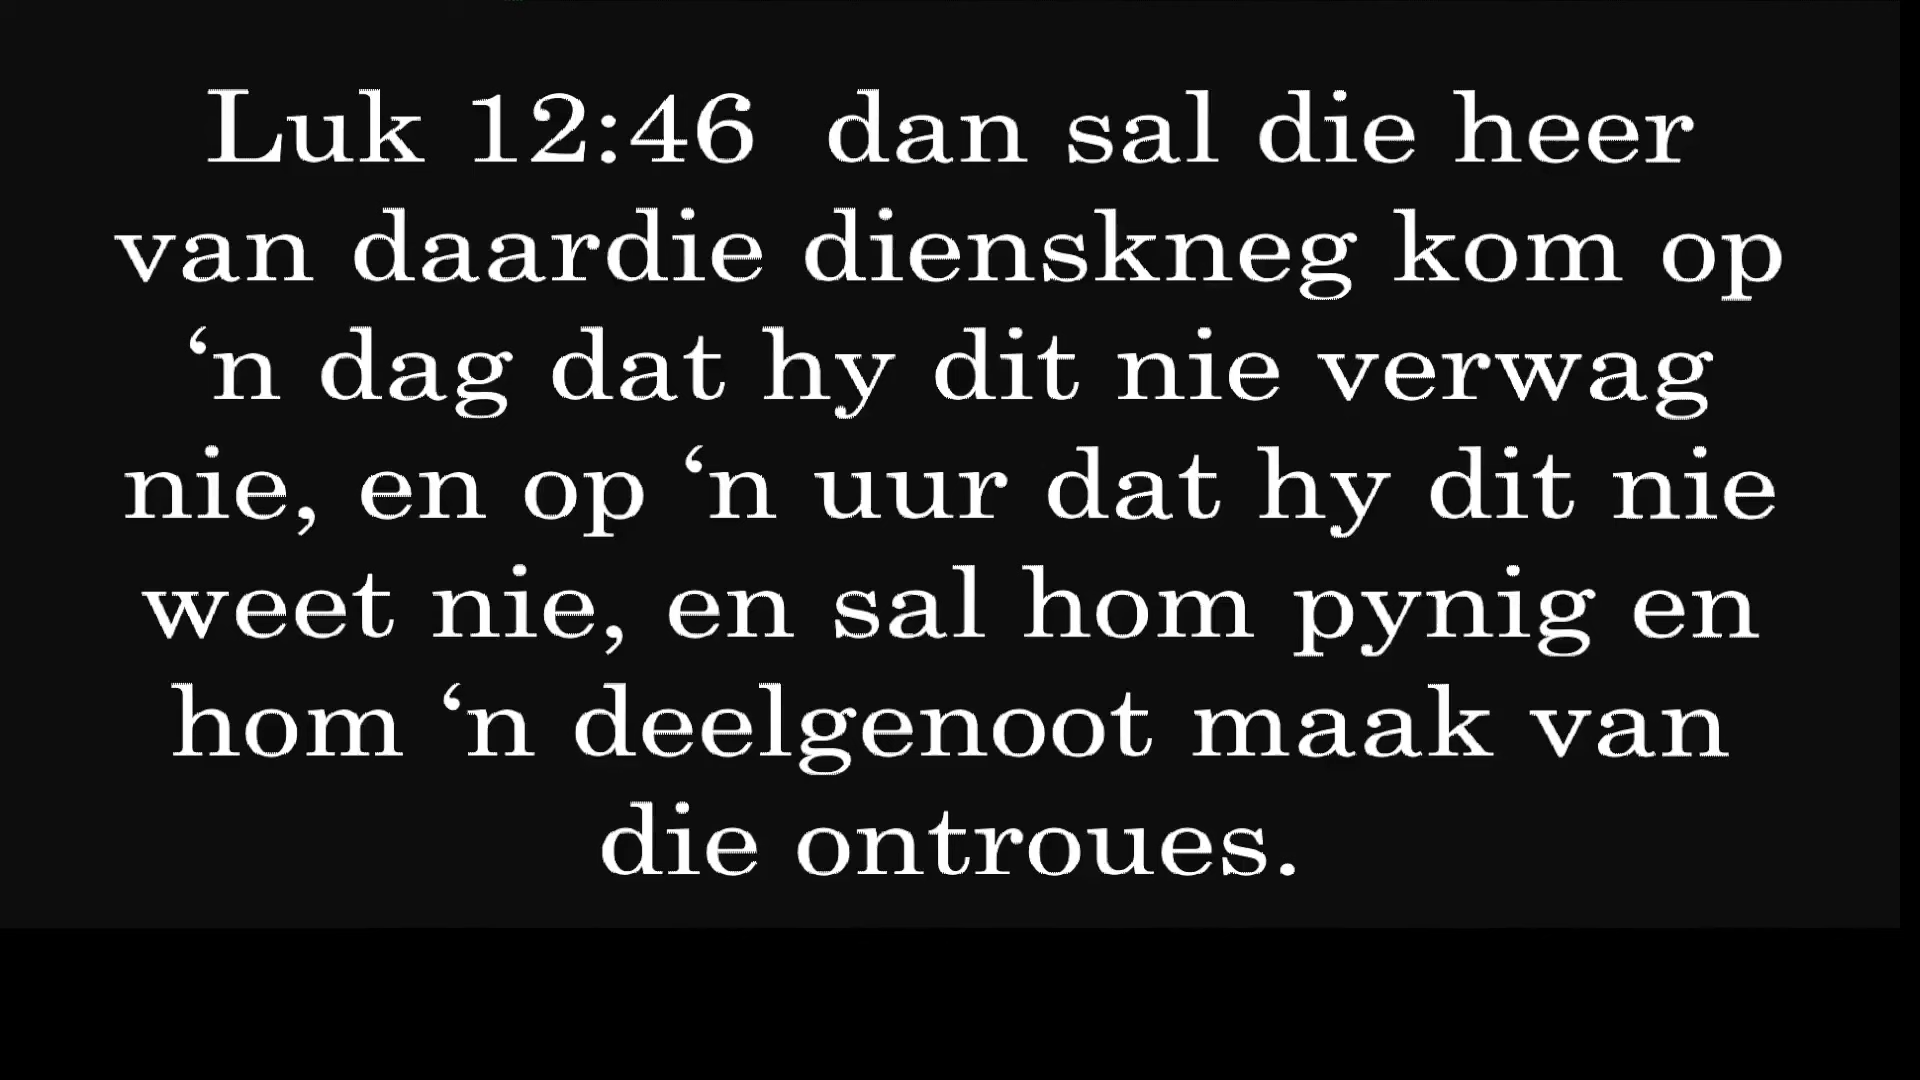 Luk 12:46  dan sal die heer
van daardie dienskneg kom op
‘n dag dat hy dit nie verwag
nie, en op ‘n uur dat hy dit nie
weet nie, en sal hom pynig en
hom ‘n deelgenoot maak van
die ontroues.